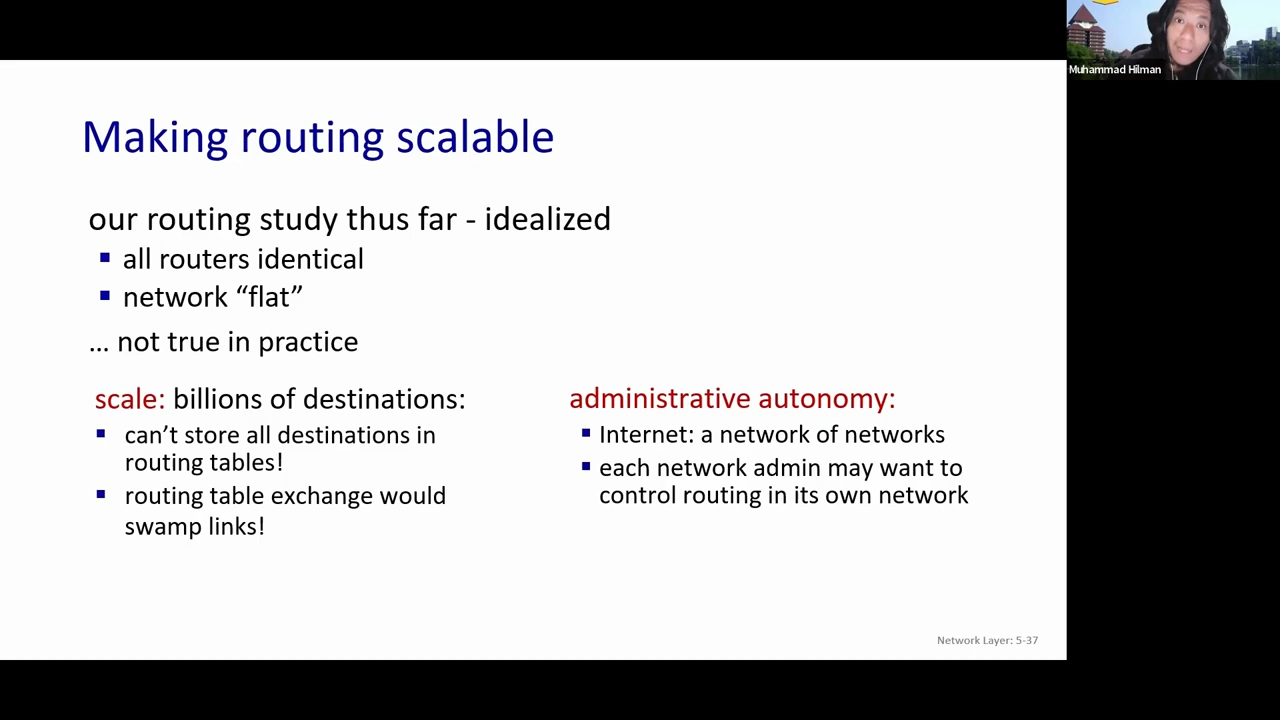 Muhammad Hilman
Making routing scalable
our routing study thus far - idealized
▪ all routers identical
▪ network “flat”
… not true in practice
scale: billions of destinations:
▪ can’t store all destinations in
routing tables!
▪ routing table exchange would
swamp links!
administrative autonomy:
▪ Internet: a network of networks
▪ each network admin may want to
control routing in its own network
Network Layer: 5-37